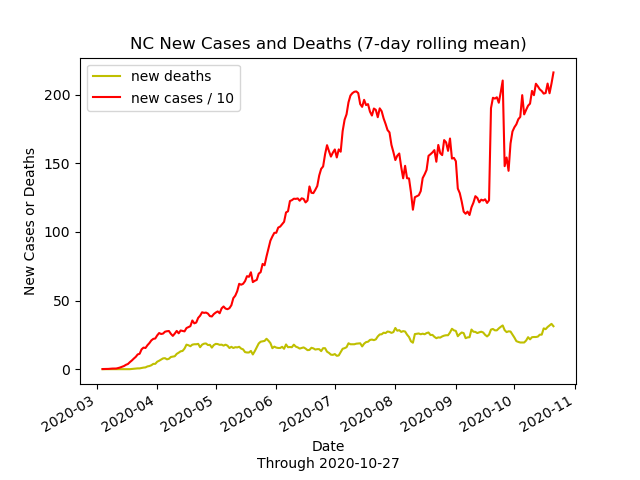 NC New Cases and Deaths (7-day rolling mean)
new deaths
new cases / 10
200
150
100
50
0
New Cases or Deaths
2020-03
2020-04
2020-05
2020-06
2020-07
2020-08
2020-09
2020-10
2020-11
Date
Through 2020-10-27